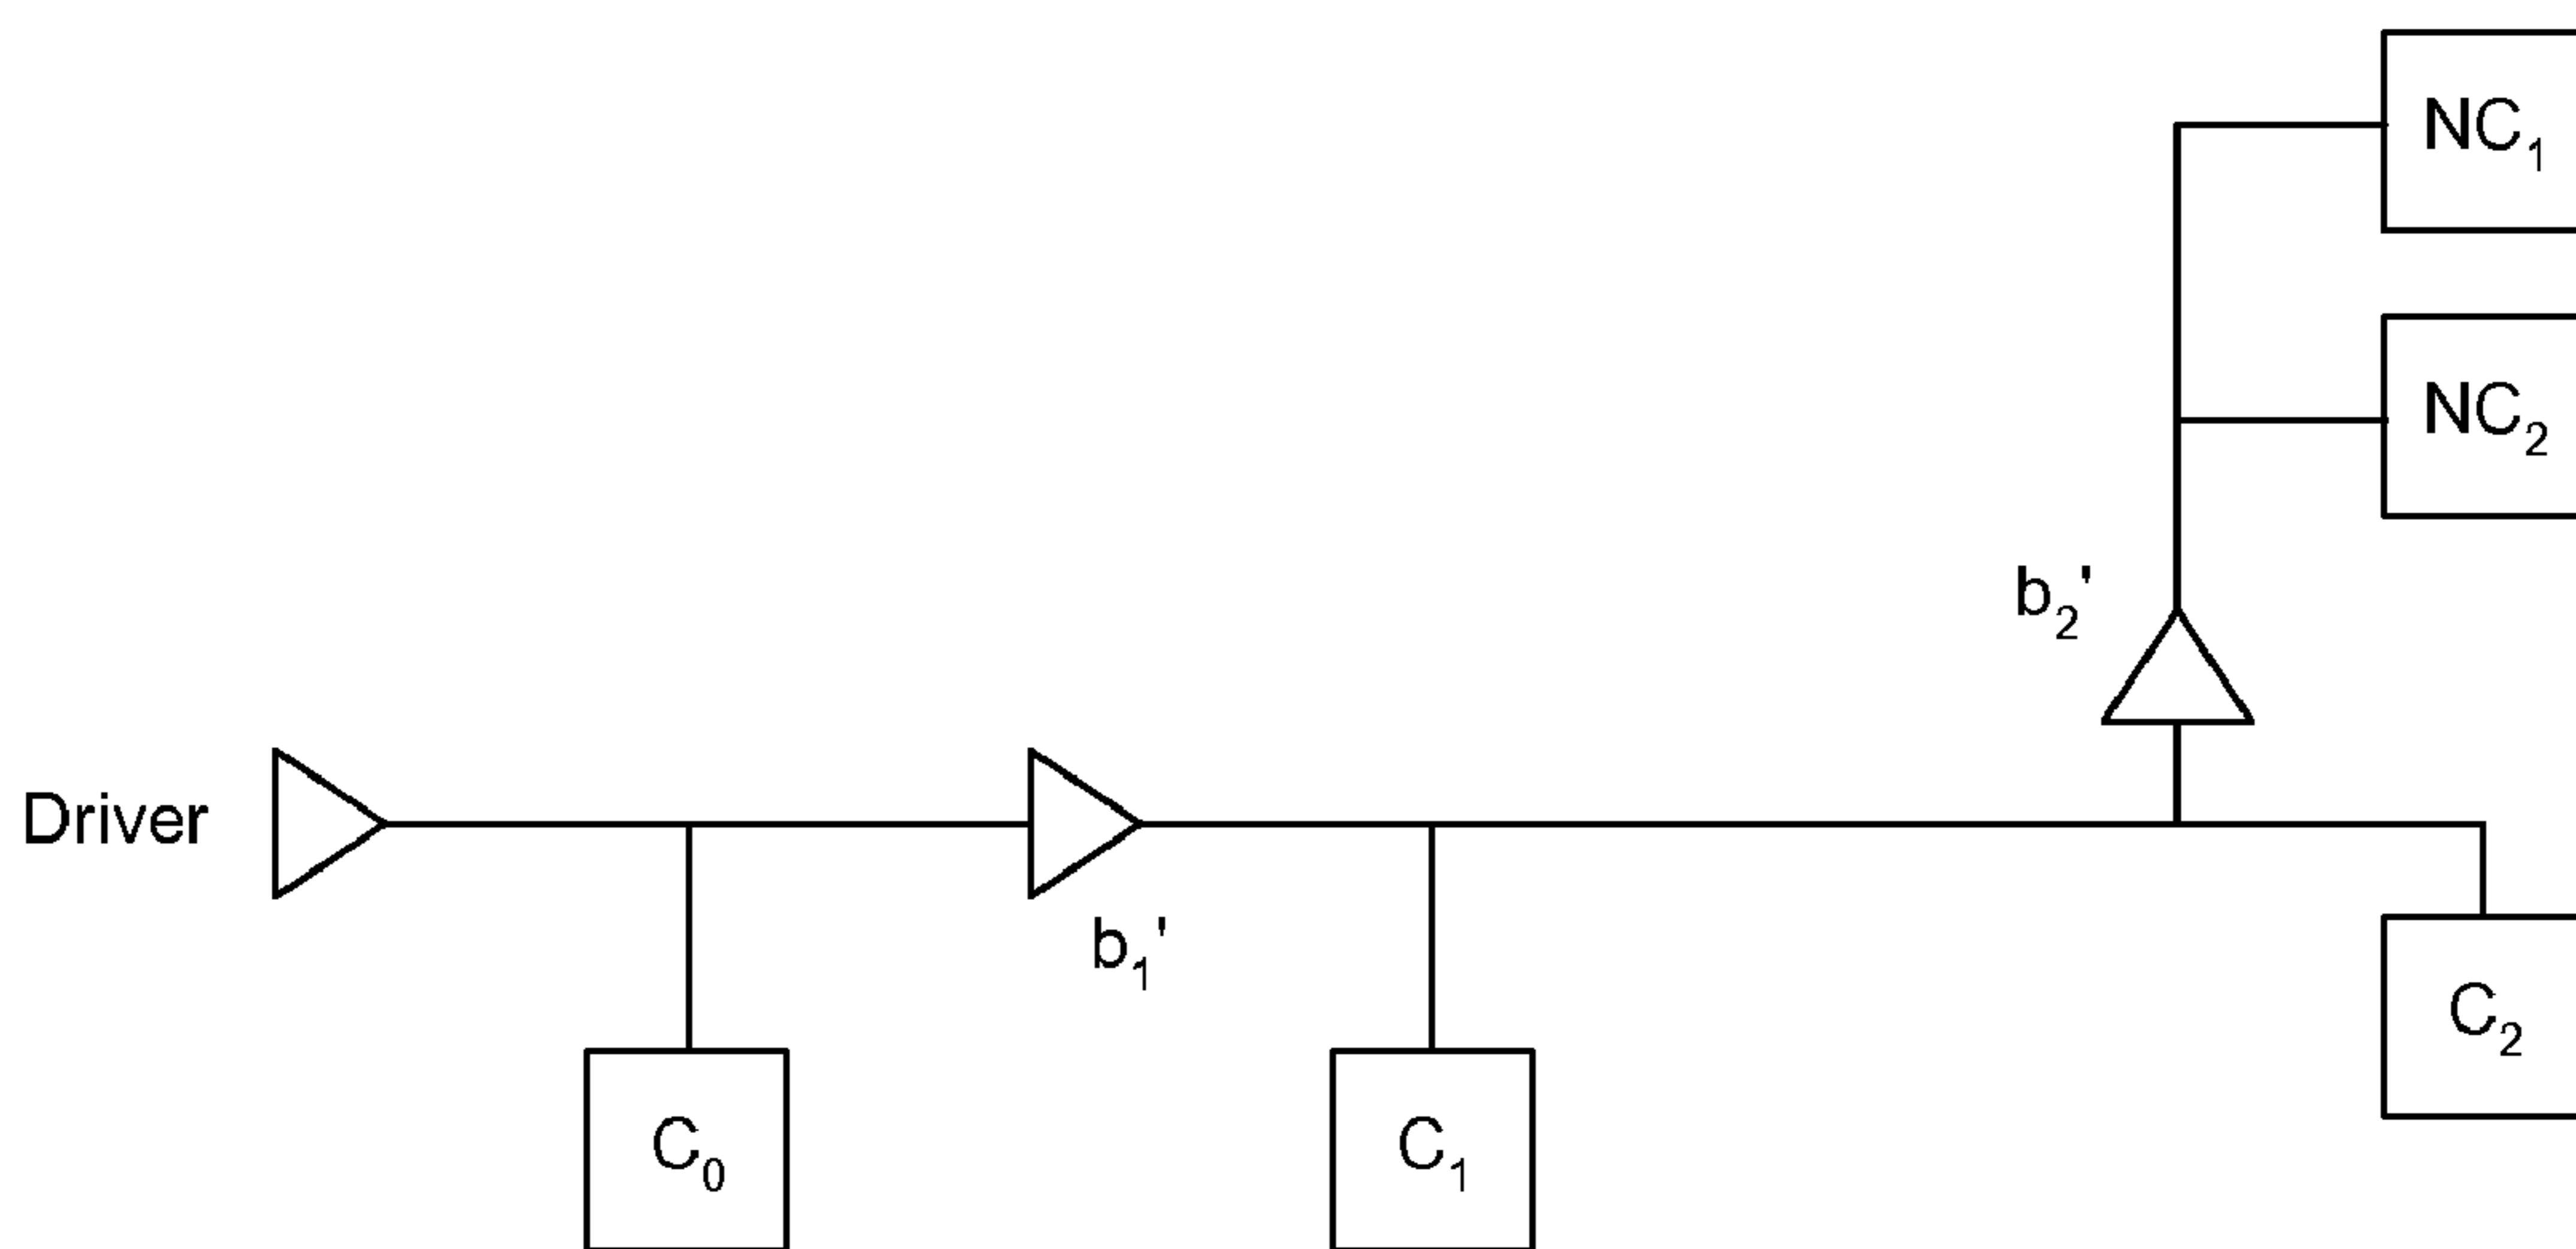 NC₁
NC₂
b₂'
Driver
b₁'
C₂
C₀
C₁